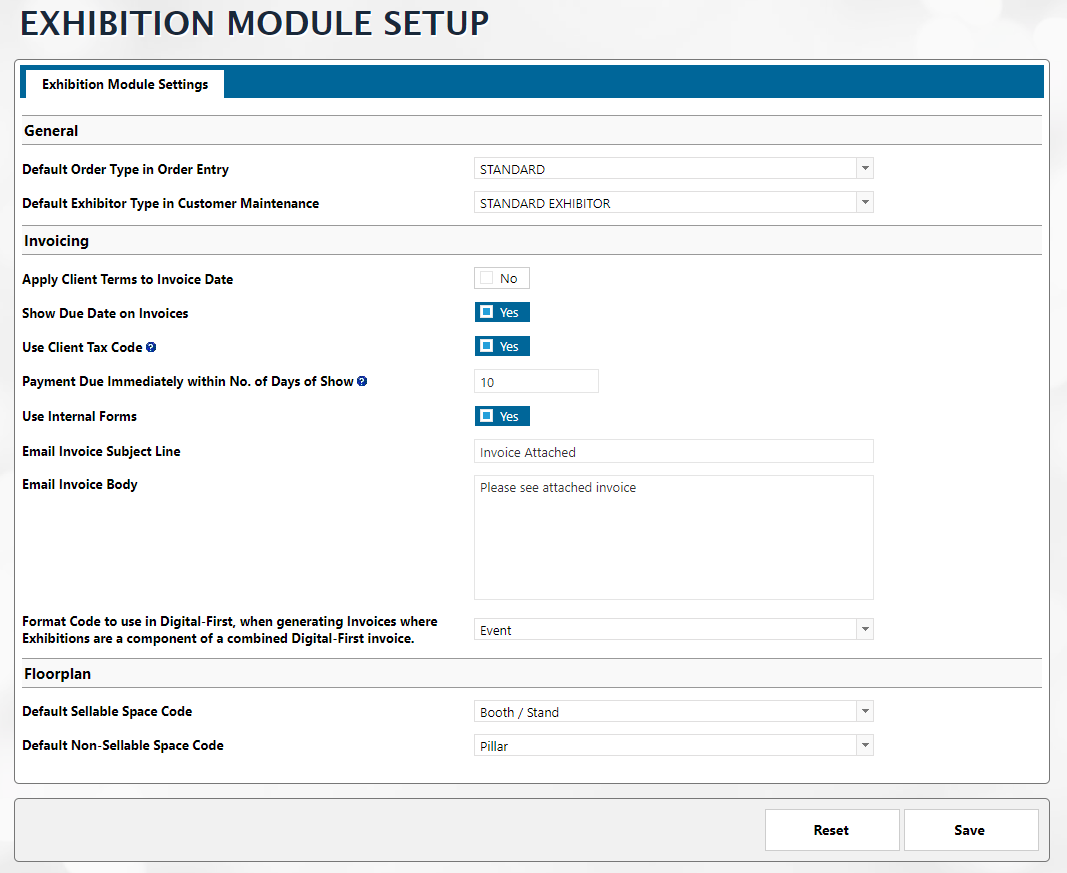 EXHIBITION MODULE SETUP
Exhibition Module Settings
General
Default Order Type in Order Entry
STANDARD
Default Exhibitor Type in Customer Maintenance
STANDARD EXHIBITOR
Invoicing
Apply Client Terms to Invoice Date
No
Show Due Date on Invoices
Yes
Use Client Tax Code ?
Yes
Payment Due Immediately within No. of Days of Show ?
10
Use Internal Forms
Yes
Email Invoice Subject Line
Invoice Attached
Email Invoice Body
Please see attached invoice
Format Code to use in Digital-First, when generating Invoices where
Exhibitions are a component of a combined Digital-First invoice.
Event
Floorplan
Default Sellable Space Code
Booth / Stand
Default Non-Sellable Space Code
Pillar
Reset
Save